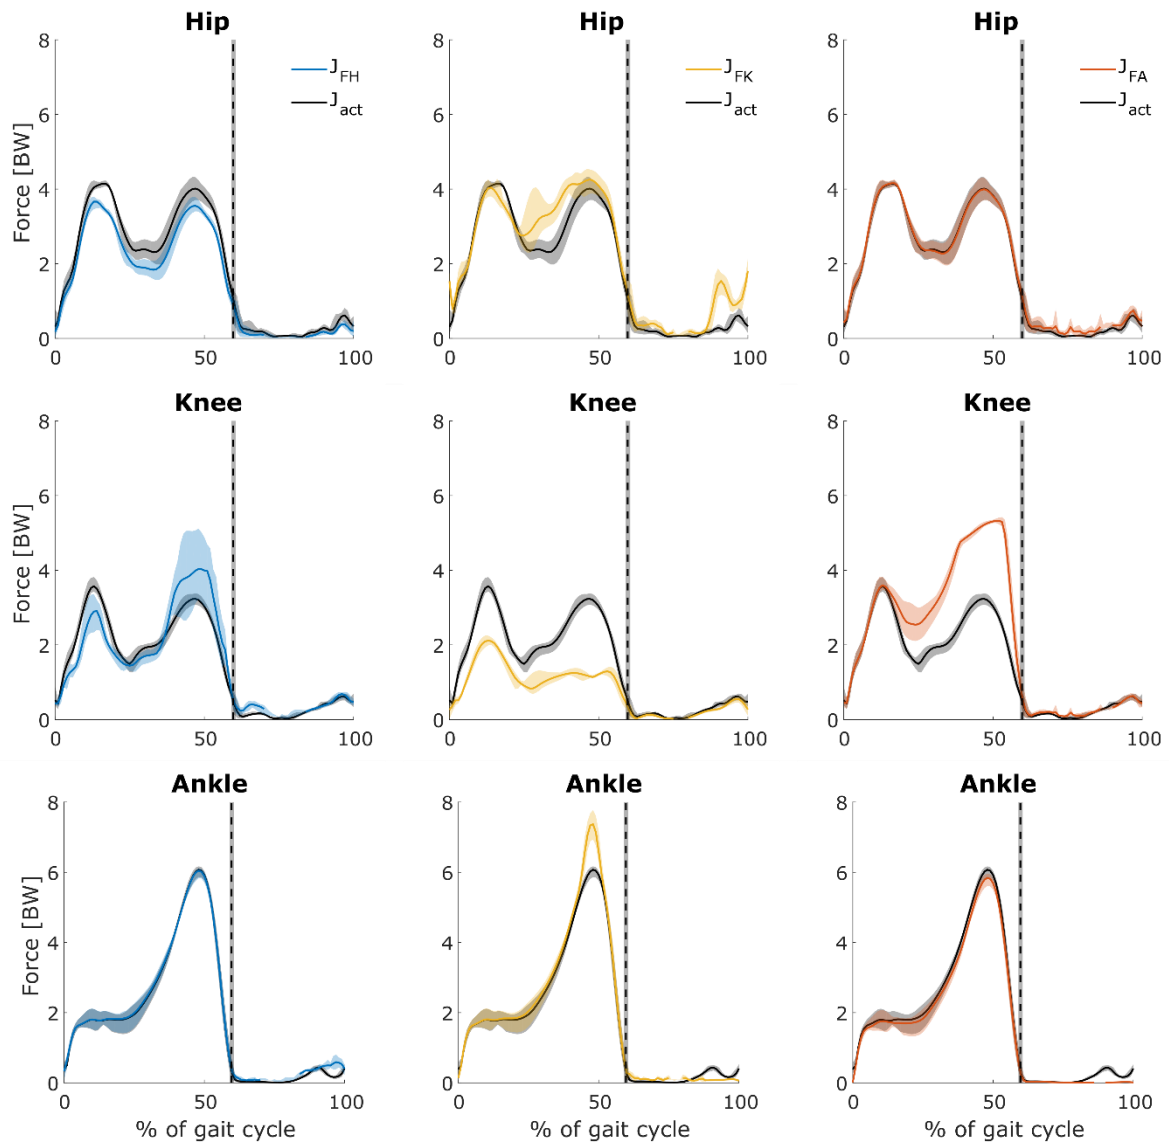 Hip Hip Hip
8 8 8
J_FH J_FK J_FA
J_act J_act J_act
6 6 6
Force [BW]
4 4 4
2 2 2
0 0 0
0 50 100 0 50 100 0 50 100
Knee Knee Knee
8 8 8
6 6 6
Force [BW]
4 4 4
2 2 2
0 0 0
0 50 100 0 50 100 0 50 100
Ankle Ankle Ankle
8 8 8
6 6 6
Force [BW]
4 4 4
2 2 2
0 0 0
0 50 100 0 50 100 0 50 100
% of gait cycle % of gait cycle % of gait cycle